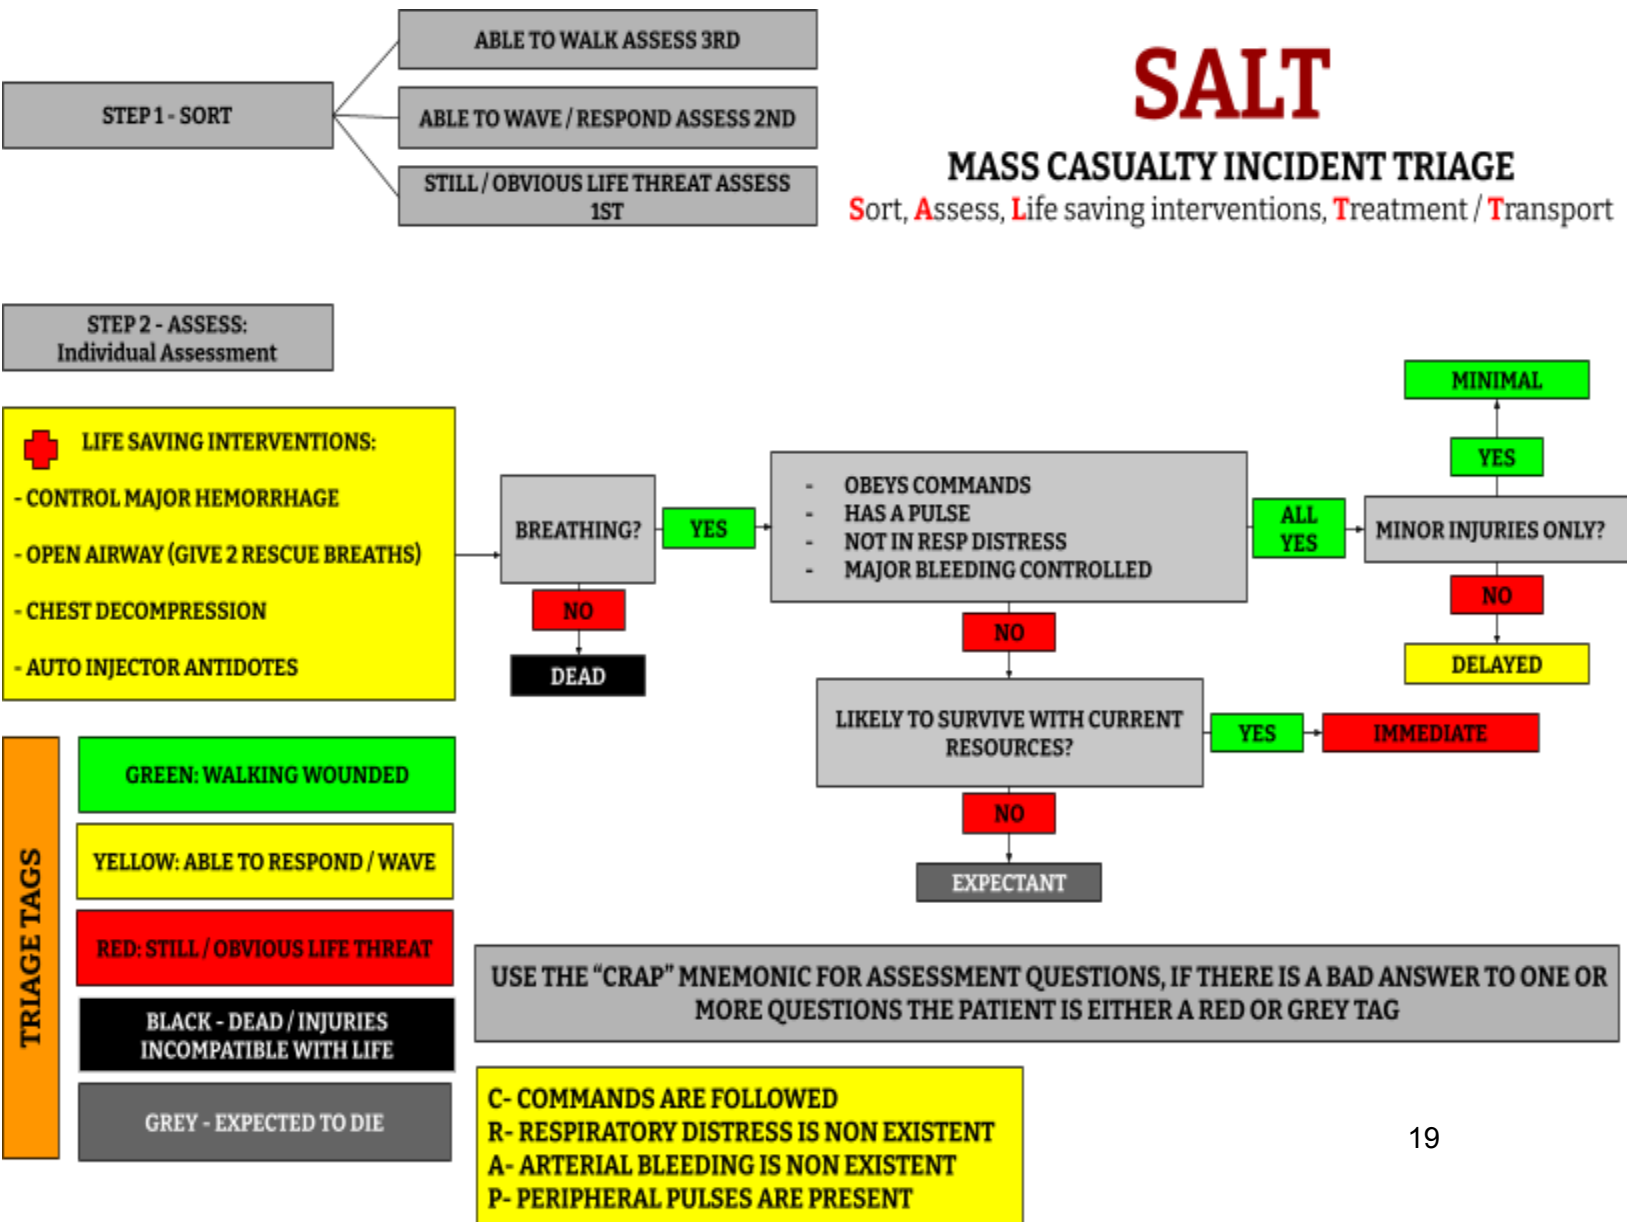 ABLE TO WALK ASSESS 3RD
STEP 1 - SORT
ABLE TO WAVE / RESPOND ASSESS 2ND
STILL / OBVIOUS LIFE THREAT ASSESS
1ST
SALT
MASS CASUALTY INCIDENT TRIAGE
Sort, Assess, Life saving interventions, Treatment / Transport
STEP 2 - ASSESS:
Individual Assessment
LIFE SAVING INTERVENTIONS:
- CONTROL MAJOR HEMORRHAGE
- OPEN AIRWAY (GIVE 2 RESCUE BREATHS)
- CHEST DECOMPRESSION
- AUTO INJECTOR ANTIDOTES
BREATHING?
YES
NO
DEAD
- OBEYS COMMANDS
- HAS A PULSE
- NOT IN RESP DISTRESS
- MAJOR BLEEDING CONTROLLED
ALL
YES
MINOR INJURIES ONLY?
YES
MINIMAL
NO
DELAYED
NO
LIKELY TO SURVIVE WITH CURRENT
RESOURCES?
YES
IMMEDIATE
NO
EXPECTANT
TRIAGE TAGS
GREEN: WALKING WOUNDED
YELLOW: ABLE TO RESPOND / WAVE
RED: STILL / OBVIOUS LIFE THREAT
BLACK - DEAD / INJURIES
INCOMPATIBLE WITH LIFE
GREY - EXPECTED TO DIE
USE THE “CRAP” MNEMONIC FOR ASSESSMENT QUESTIONS, IF THERE IS A BAD ANSWER TO ONE OR
MORE QUESTIONS THE PATIENT IS EITHER A RED OR GREY TAG
C- COMMANDS ARE FOLLOWED
R- RESPIRATORY DISTRESS IS NON EXISTENT
A- ARTERIAL BLEEDING IS NON EXISTENT
P- PERIPHERAL PULSES ARE PRESENT
19